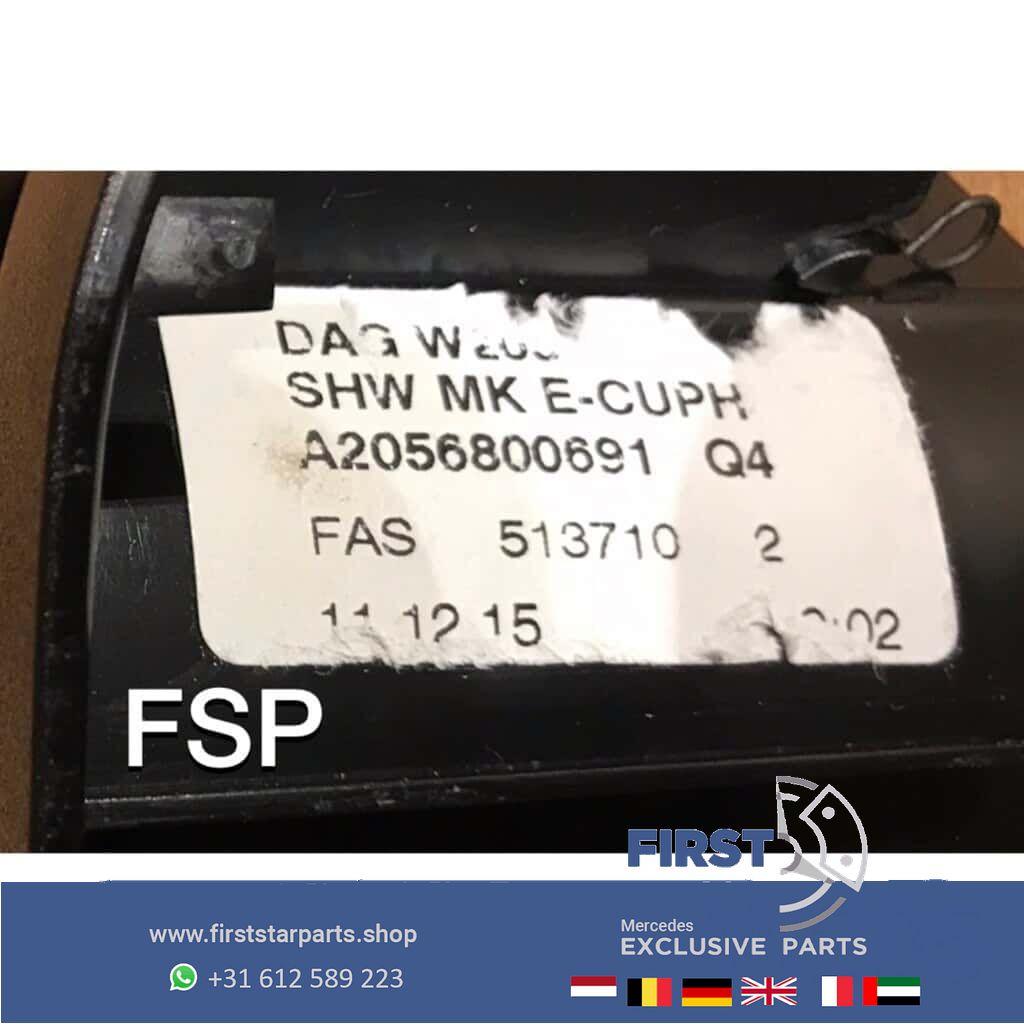 DAG
SHW MK E-CUPH
A2056800691 Q4
FAS 513710 2
12 15
FSP
FIRST
www.firststarparts.shop
+31 612 589 223
Mercedes
EXCLUSIVE PARTS